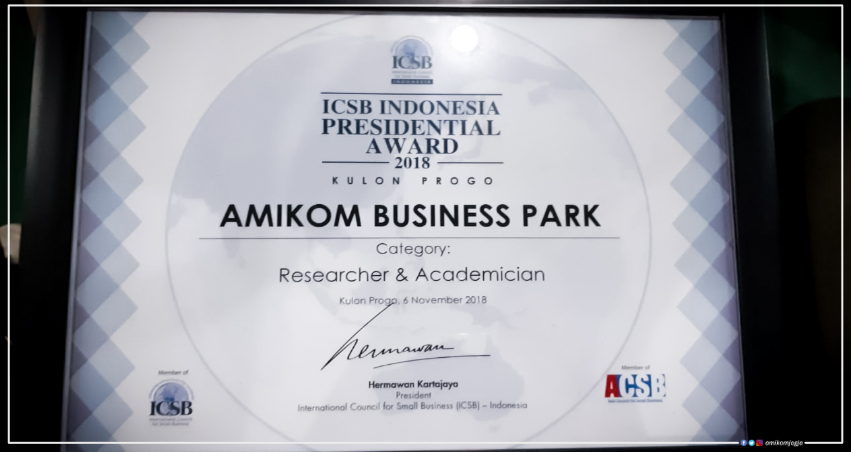 ICSB
INDONESIA
ICSB INDONESIA
PRESIDENTIAL
AWARD
2018
KULON PROGO
AMIKOM BUSINESS PARK
Category:
Researcher & Academician
Kulon Progo, 6 November 2018
Hermawan
Hermawan Kartajaya
President
International Council for Small Business (ICSB) – Indonesia
Member of
ICSB
Member of
ACSB
amikomjogja